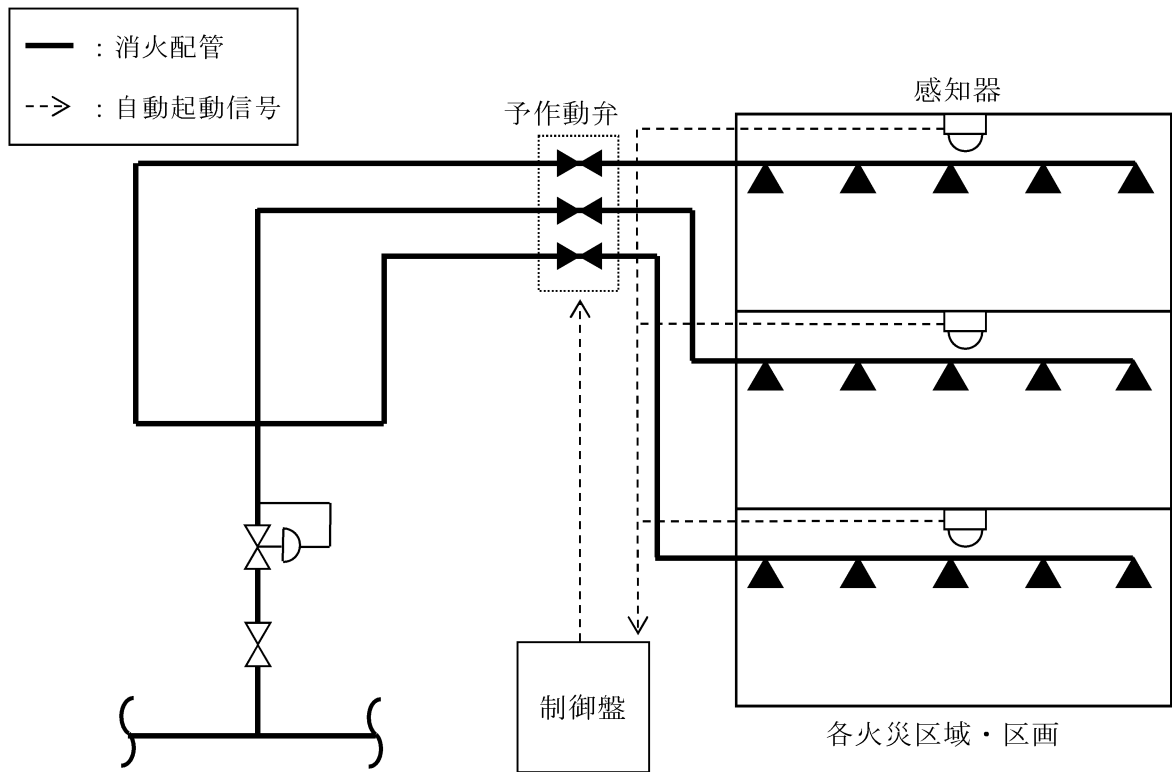 ：消火配管
：自動起動信号
予作動弁
感知器
制御盤
各火災区域・区画